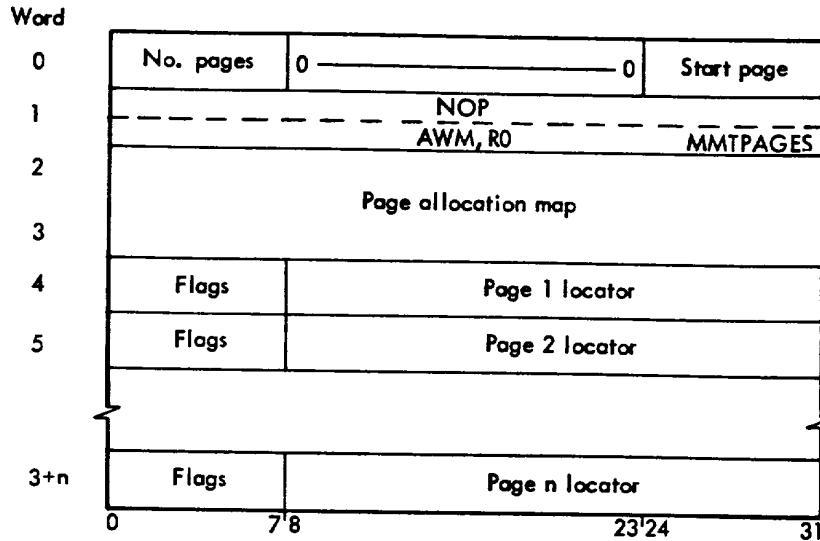 Word
0 No. pages 0 0 Start page
1 NOP
AWM, R0 MMTPAGES
2
Page allocation map
3
4 Flags Page 1 locator
5 Flags Page 2 locator
3+n Flags Page n locator
0 7 8 23 24 31